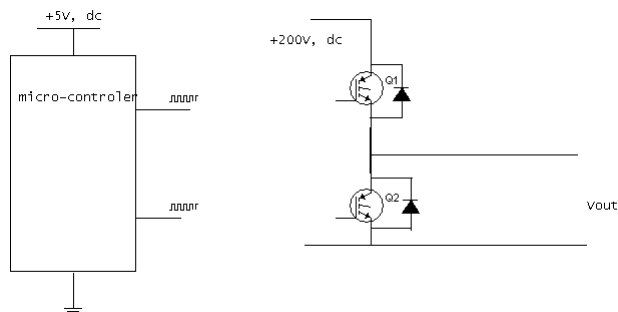 +5V, dc
+200V, dc
micro-controler
Q1
Q2
Vout